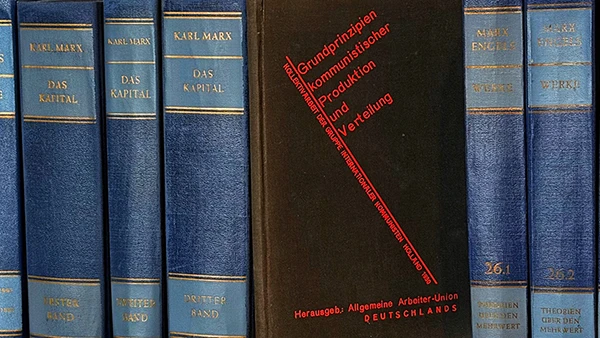 KARL MARX
DAS
KAPITAL
ERSTER
BAND
KARL MARX
DAS
KAPITAL
ZWEITER
BAND
KARL MARX
DAS
KAPITAL
DRITTER
BAND
Grundprinzipien
kommunistischer
Produktion
und
Verteilung
KOLLEKTIVARBEIT DER GRUPPE INTERNATIONALER KOMMUNISTEN HOLLAND 1930
Herausgeb.: Allgemeine Arbeiter-Union
DEUTSCHLANDS
MARX
ENGELS
WERKE
26.1
THEORIEN
ÜBER DEN
MEHRWERT
MARX
ENGELS
WERKE
26.2
THEORIEN
ÜBER DEN
MEHRWERT